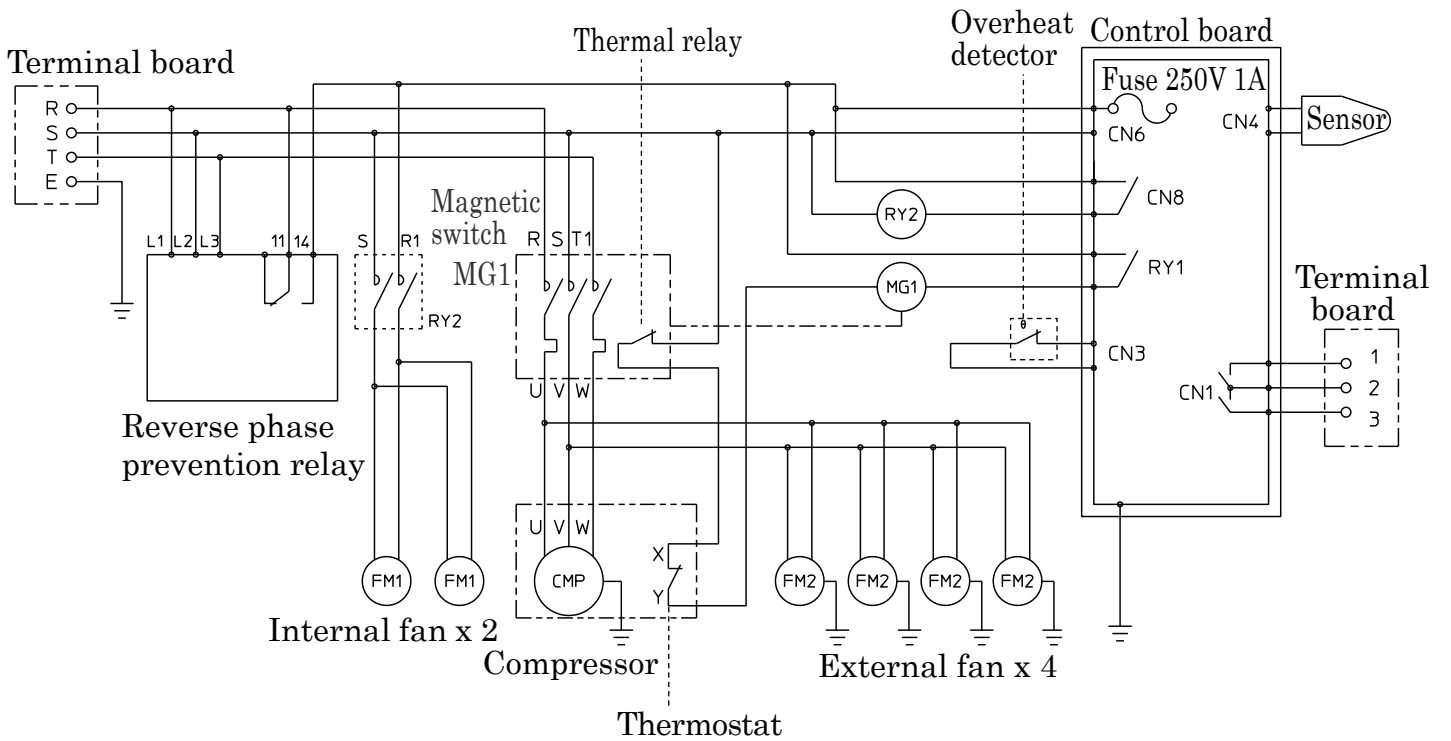 Terminal board
R
S
T
E
Thermal relay
Overheat
detector
Control board
Fuse 250V 1A
CN6
CN4
Sensor
CN8
RY2
RY1
MG1
θ
CN3
CN1
Terminal
board
1
2
3
L1 L2 L3 11 14
Reverse phase
prevention relay
S R1
RY2
Magnetic
switch
MG1
R S T1
U V W
U V W
CMP
X
Y
FM1 FM1
Internal fan x 2
Compressor
Thermostat
FM2 FM2 FM2 FM2
External fan x 4